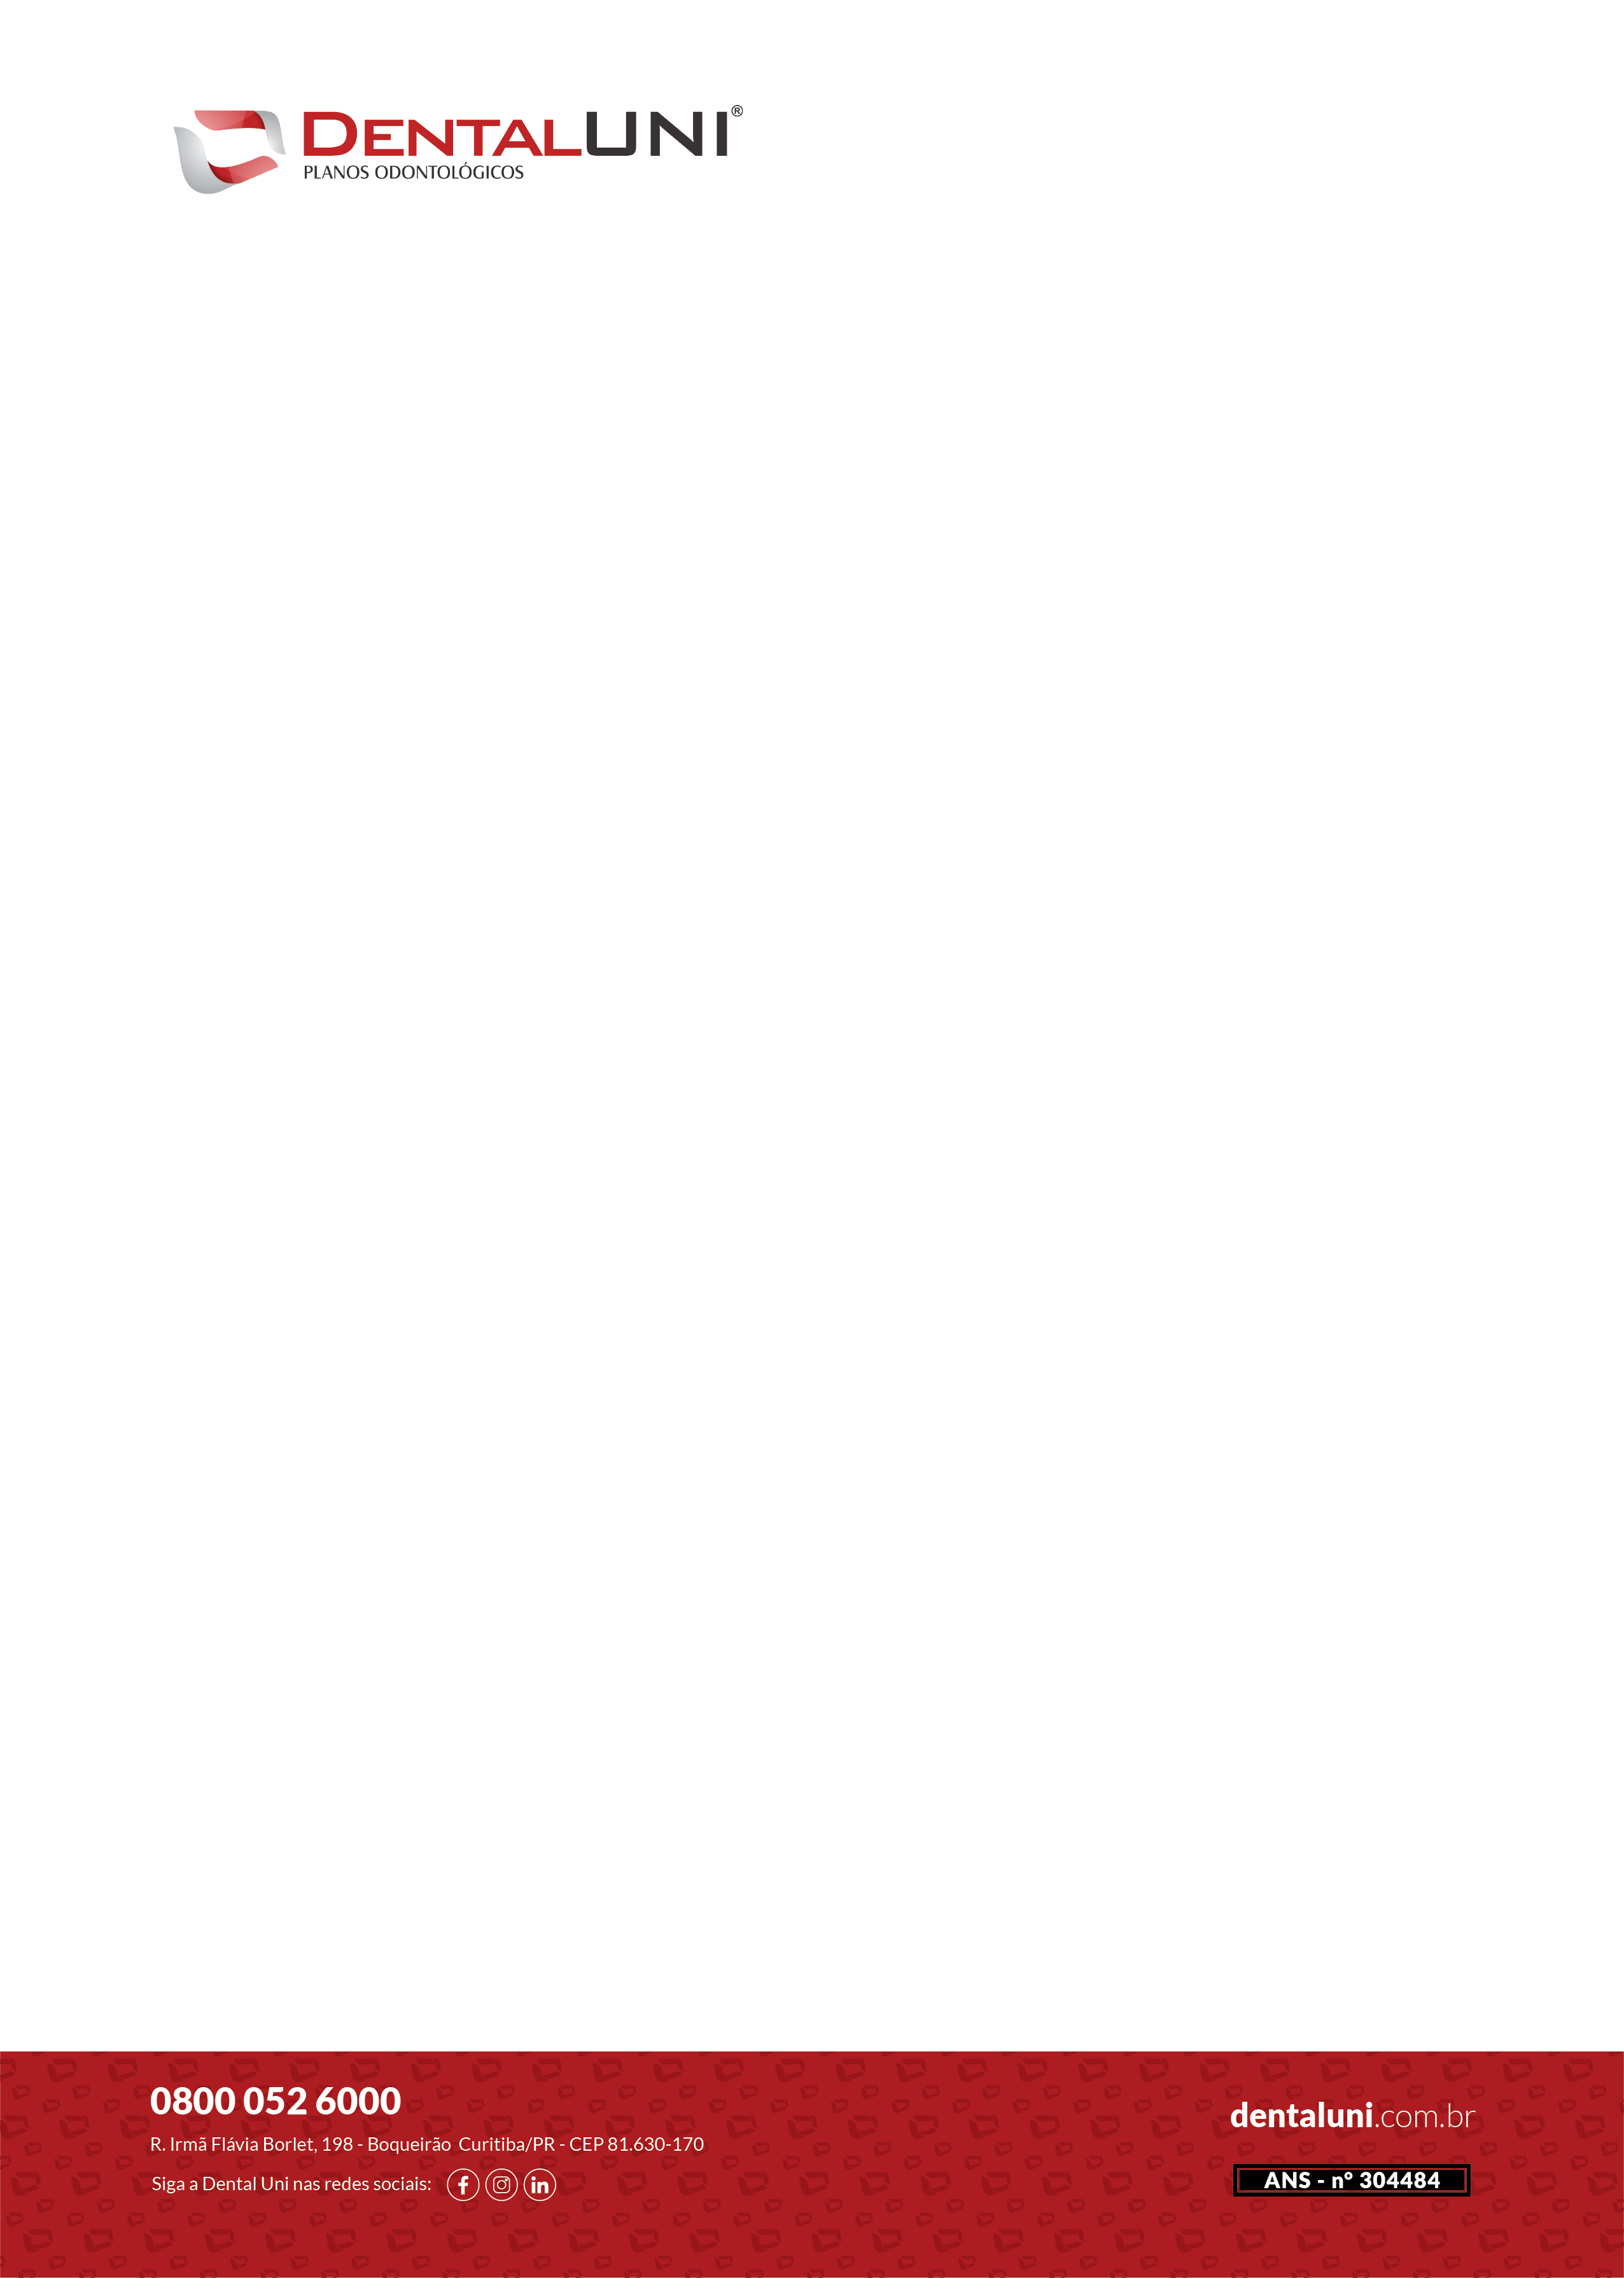 DENTALUNI®
PLANOS ODONTOLÓGICOS
0800 052 6000
R. Irmã Flávia Borlet, 198 - Boqueirão Curitiba/PR - CEP 81.630-170
Siga a Dental Uni nas redes sociais:
dentaluni.com.br
ANS - nº 304484